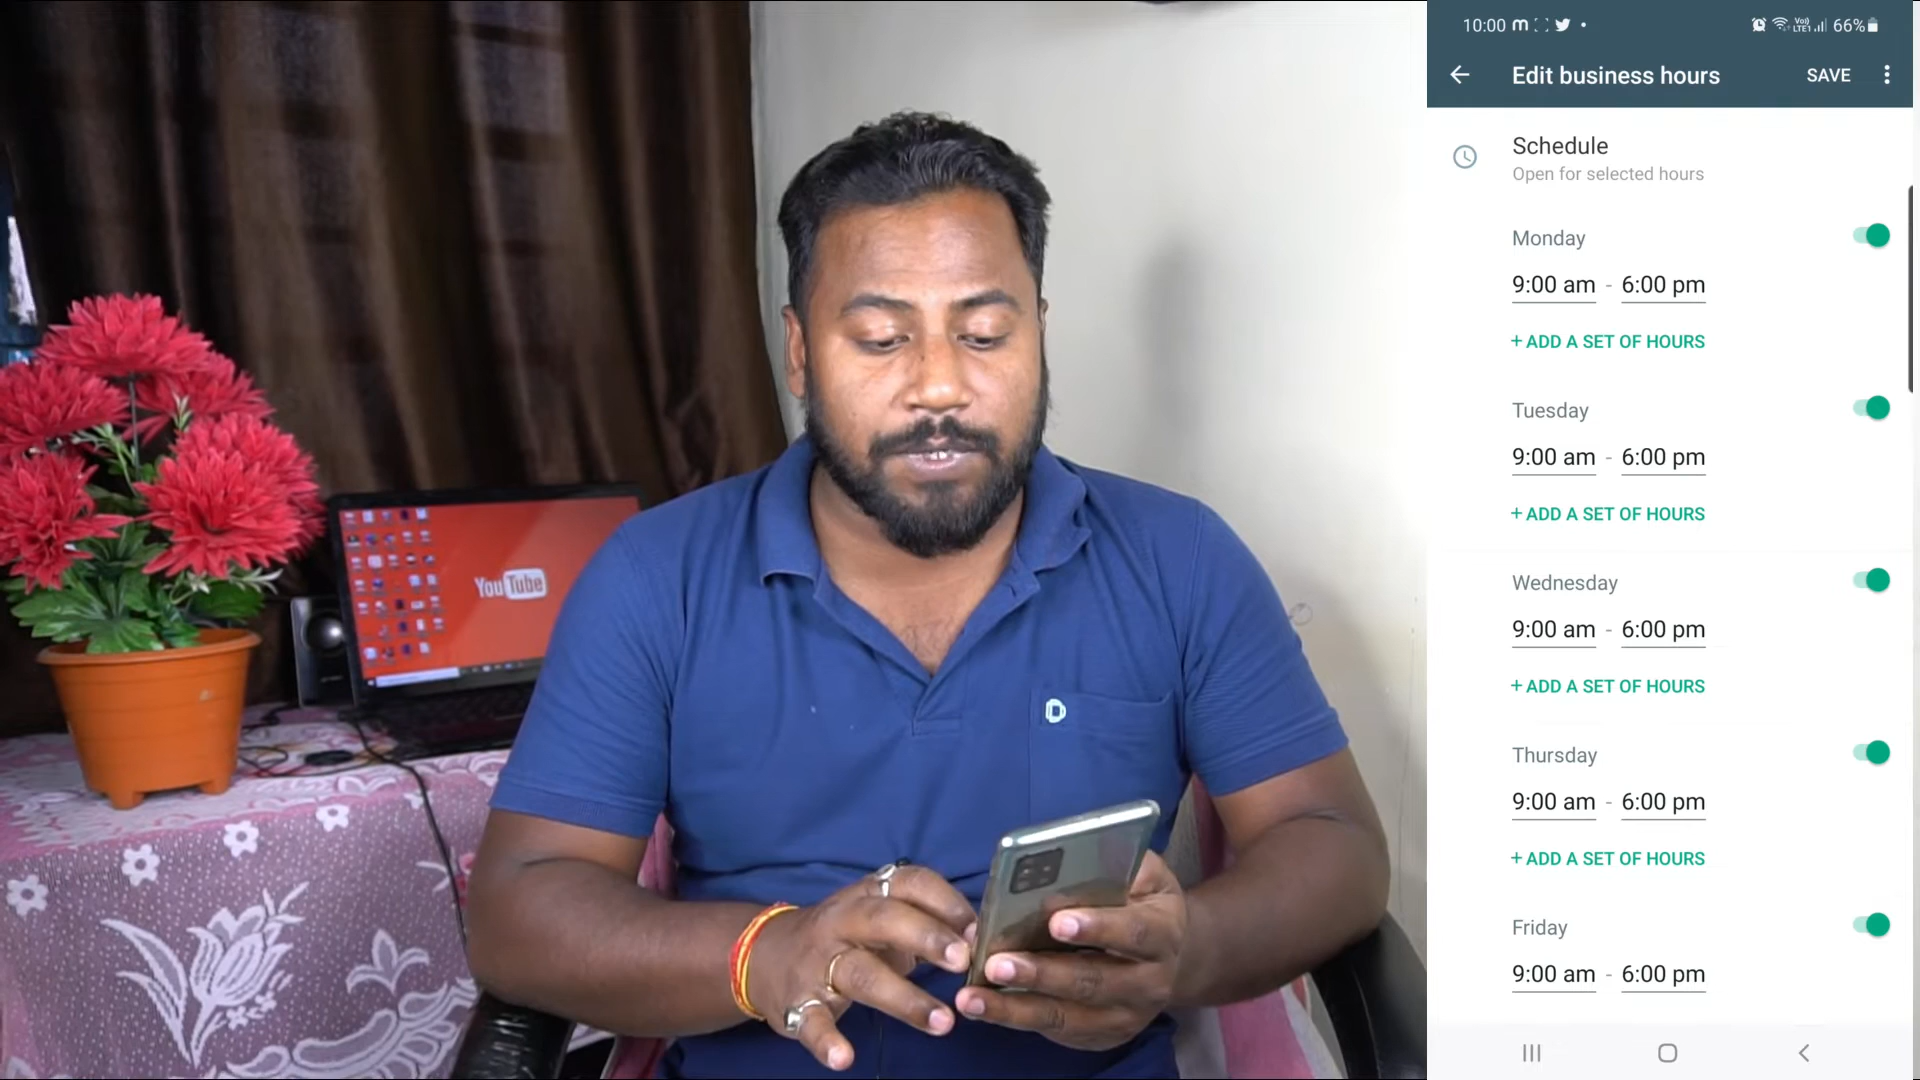 10:00
66%
Edit business hours
SAVE
Schedule
Open for selected hours
Monday
9:00 am - 6:00 pm
+ ADD A SET OF HOURS
Tuesday
9:00 am - 6:00 pm
+ ADD A SET OF HOURS
Wednesday
9:00 am - 6:00 pm
+ ADD A SET OF HOURS
Thursday
9:00 am - 6:00 pm
+ ADD A SET OF HOURS
Friday
9:00 am - 6:00 pm
YouTube